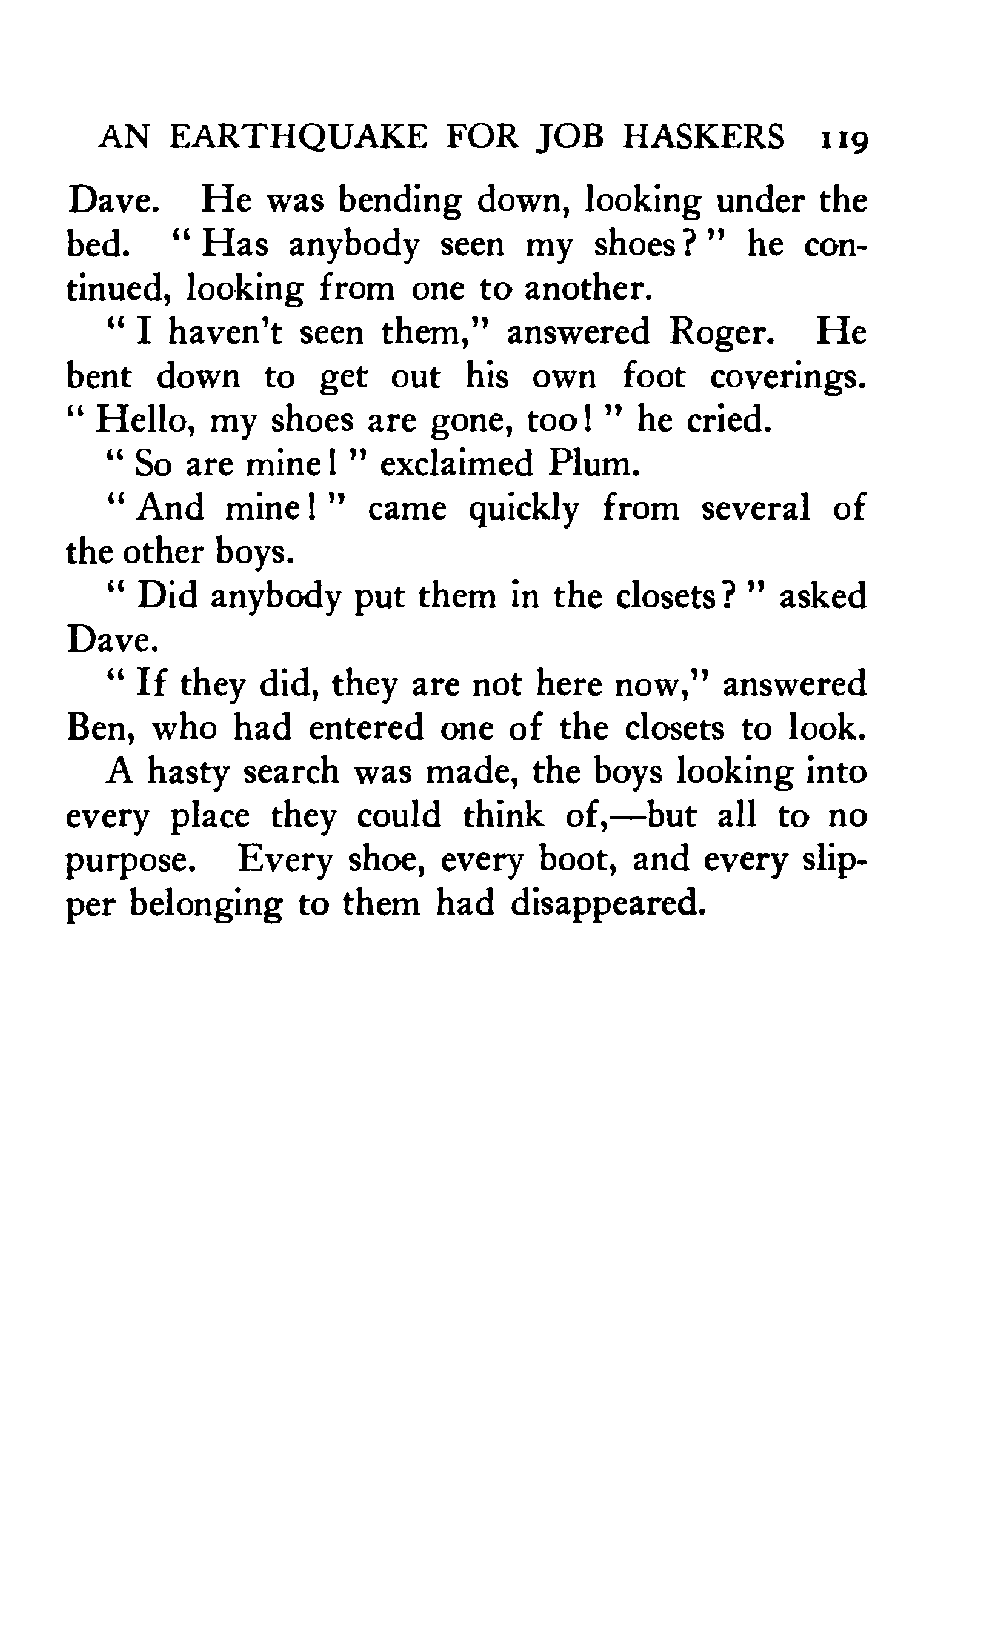 AN EARTHQUAKE FOR JOB HASKERS 119
Dave. He was bending down, looking under the
bed. " Has anybody seen my shoes? " he con-
tinued, looking from one to another.
" I haven't seen them," answered Roger. He
bent down to get out his own foot coverings.
" Hello, my shoes are gone, too! " he cried.
" So are mine! " exclaimed Plum.
" And mine! " came quickly from several of
the other boys.
" Did anybody put them in the closets? " asked
Dave.
" If they did, they are not here now," answered
Ben, who had entered one of the closets to look.
A hasty search was made, the boys looking into
every place they could think of,—but all to no
purpose. Every shoe, every boot, and every slip-
per belonging to them had disappeared.